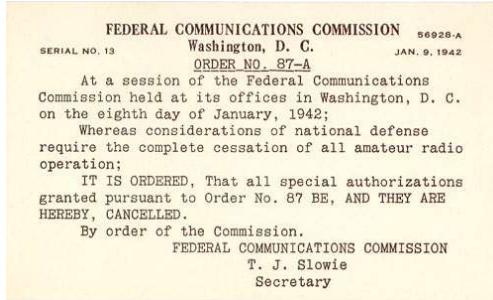 FEDERAL COMMUNICATIONS COMMISSION 56928-A
SERIAL NO. 13 Washington, D. C. JAN. 9, 1942
ORDER NO. 87-A
At a session of the Federal Communications
Commission held at its offices in Washington, D. C.
on the eighth day of January, 1942;
Whereas considerations of national defense
require the complete cessation of all amateur radio
operation;
IT IS ORDERED, That all special authorizations
granted pursuant to Order No. 87 BE, AND THEY ARE
HEREBY, CANCELLED.
By order of the Commission.
FEDERAL COMMUNICATIONS COMMISSION
T. J. Slowie
Secretary